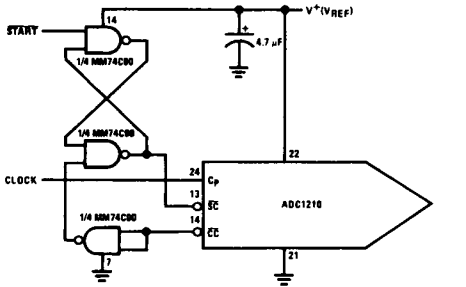 14
V⁺(VREF)
START
+
4.7 μF
1/4 MM74C00
1/4 MM74C00
22
CLOCK
24
CP
13
SC
ADC1210
1/4 MM74C00
14
CC
7
21